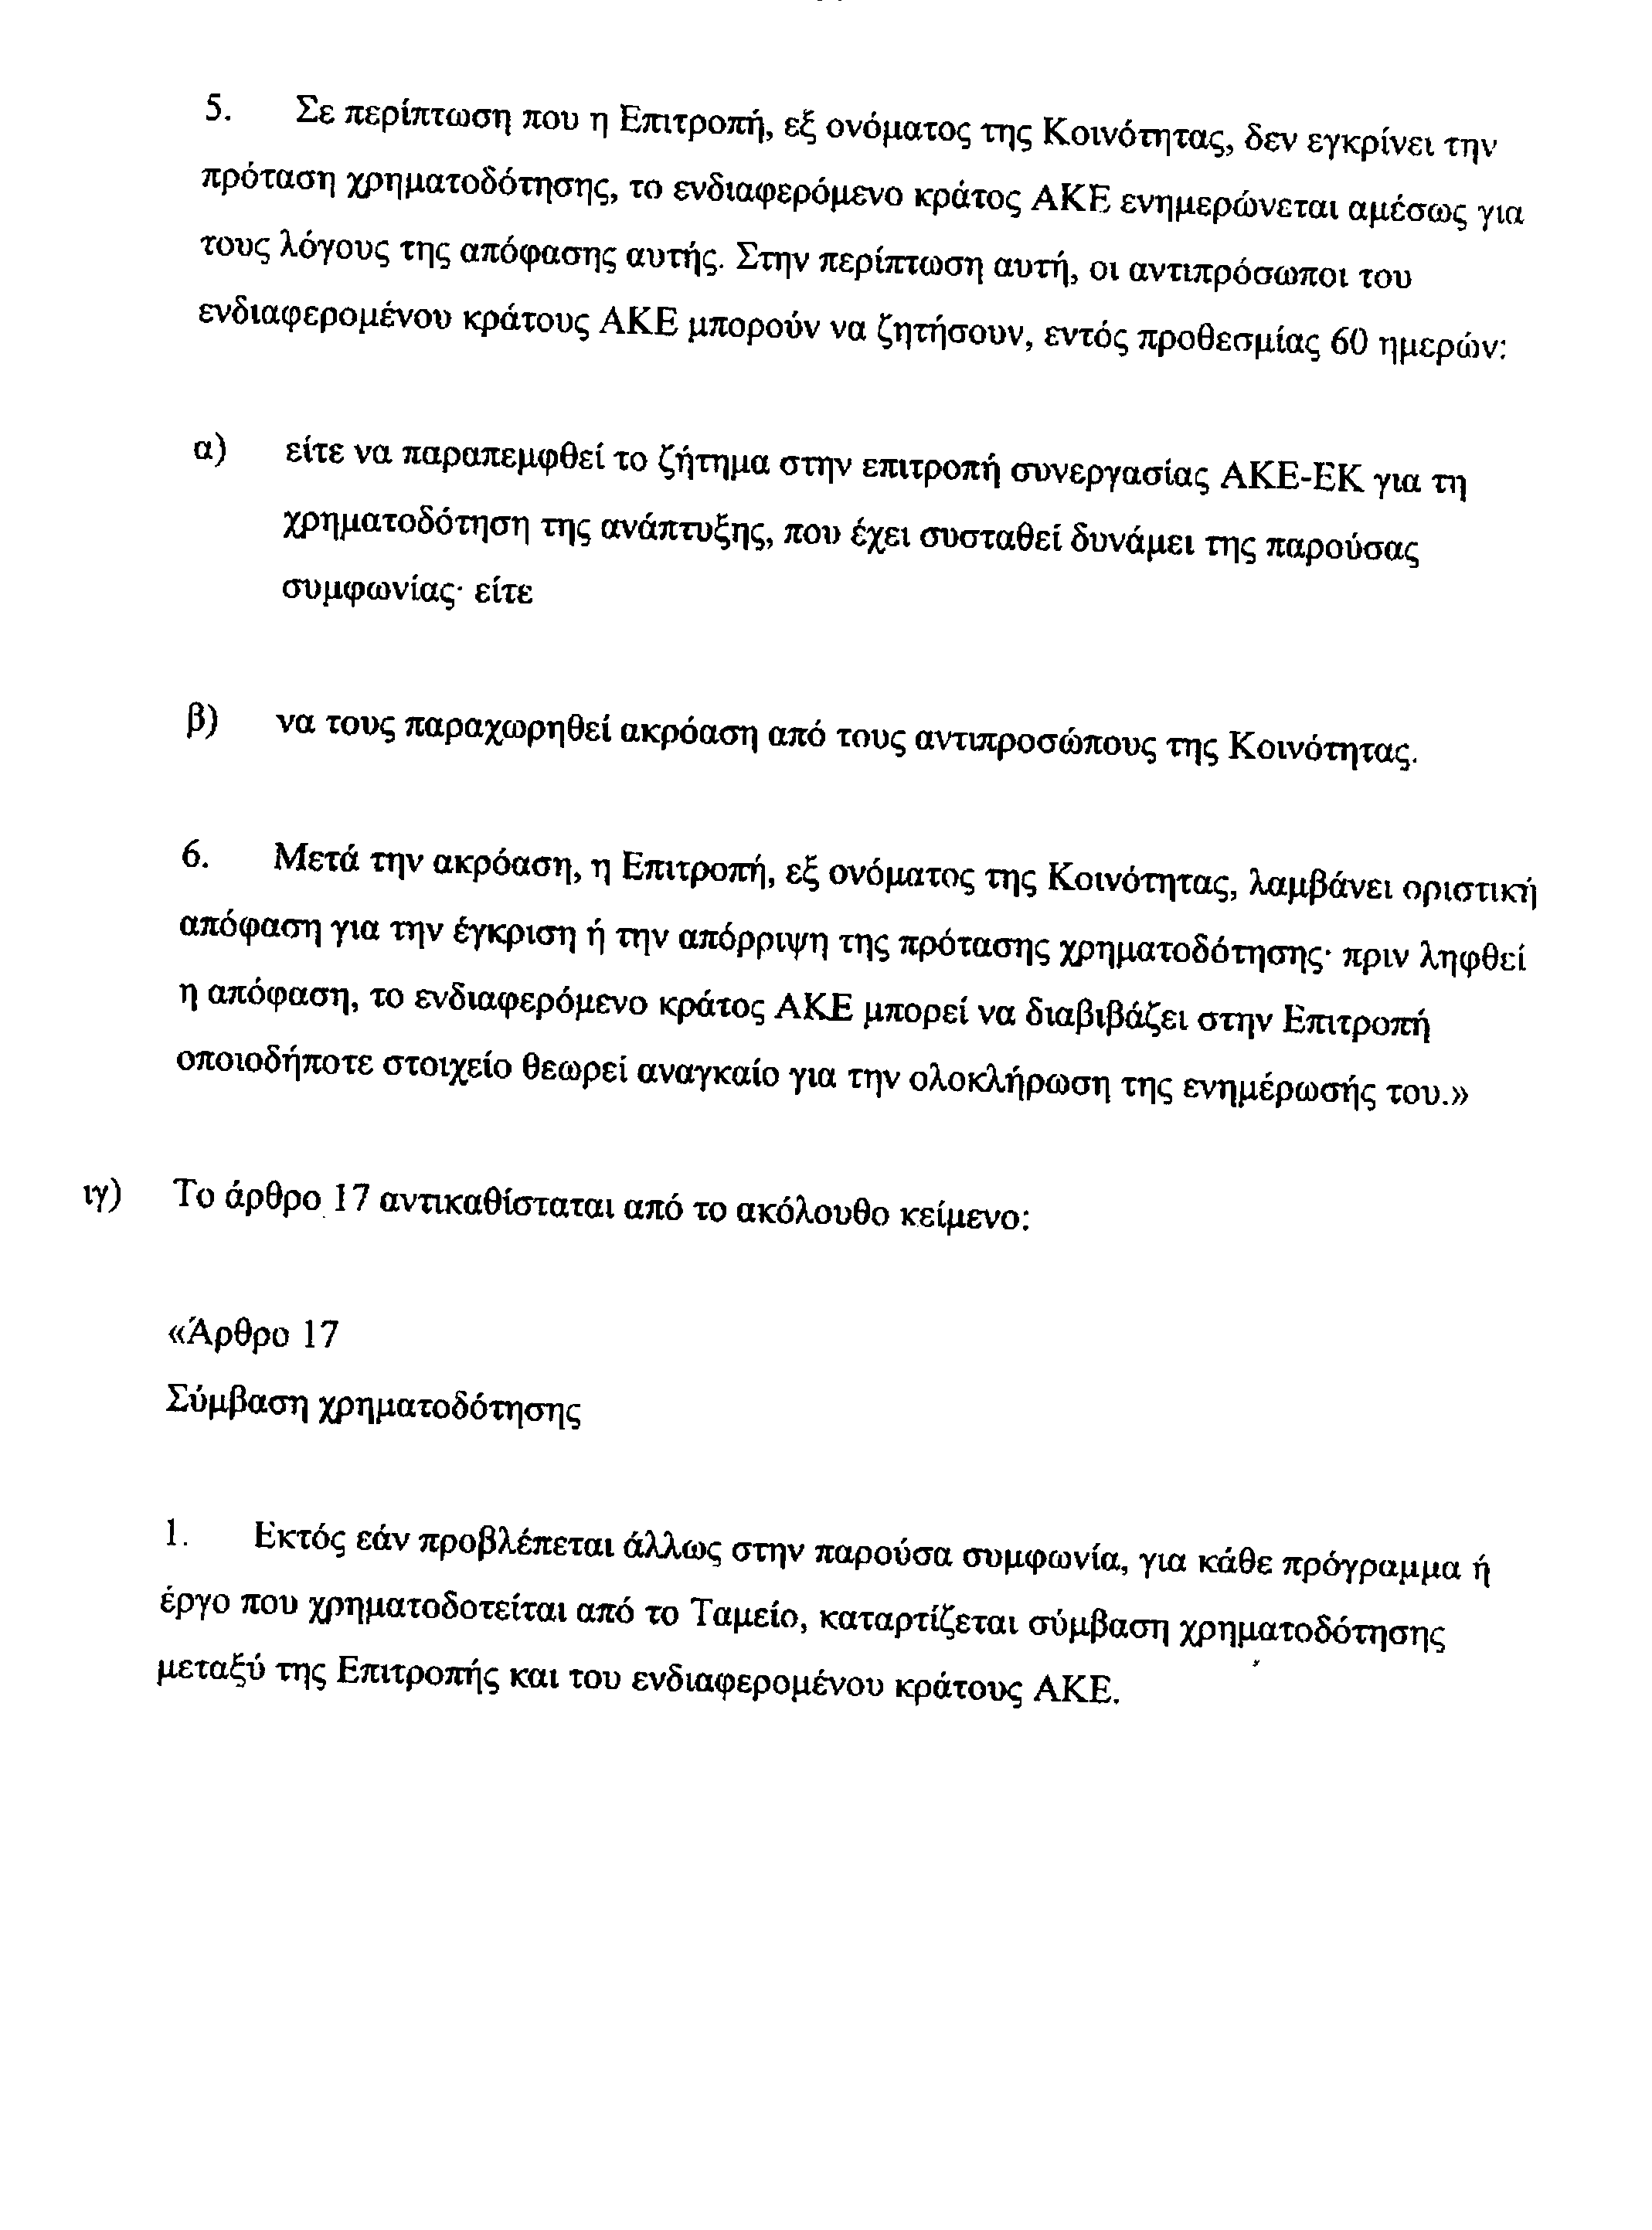 5. Σε περίπτωση που η Επιτροπή, εξ ονόματος της Κοινότητας, δεν εγκρίνει την
πρόταση χρηματοδότησης, το ενδιαφερόμενο κράτος ΑΚΕ ενημερώνεται αμέσως για
τους λόγους της απόφασης αυτής. Στην περίπτωση αυτή, οι αντιπρόσωποι του
ενδιαφερομένου κράτους ΑΚΕ μπορούν να ζητήσουν, εντός προθεσμίας 60 ημερών:
α) είτε να παραπεμφθεί το ζήτημα στην επιτροπή συνεργασίας ΑΚΕ-ΕΚ για τη
χρηματοδότηση της ανάπτυξης, που έχει συσταθεί δυνάμει της παρούσας
συμφωνίας· είτε
β) να τους παραχωρηθεί ακρόαση από τους αντιπροσώπους της Κοινότητας.
6. Μετά την ακρόαση, η Επιτροπή, εξ ονόματος της Κοινότητας, λαμβάνει οριστική
απόφαση για την έγκριση ή την απόρριψη της πρότασης χρηματοδότησης· πριν ληφθεί
η απόφαση, το ενδιαφερόμενο κράτος ΑΚΕ μπορεί να διαβιβάζει στην Επιτροπή
οποιοδήποτε στοιχείο θεωρεί αναγκαίο για την ολοκλήρωση της ενημέρωσής του.»
ιγ) Το άρθρο 17 αντικαθίσταται από το ακόλουθο κείμενο:
«Άρθρο 17
Σύμβαση χρηματοδότησης
1. Εκτός εάν προβλέπεται άλλως στην παρούσα συμφωνία, για κάθε πρόγραμμα ή
έργο που χρηματοδοτείται από το Ταμείο, καταρτίζεται σύμβαση χρηματοδότησης
μεταξύ της Επιτροπής και του ενδιαφερομένου κράτους ΑΚΕ.